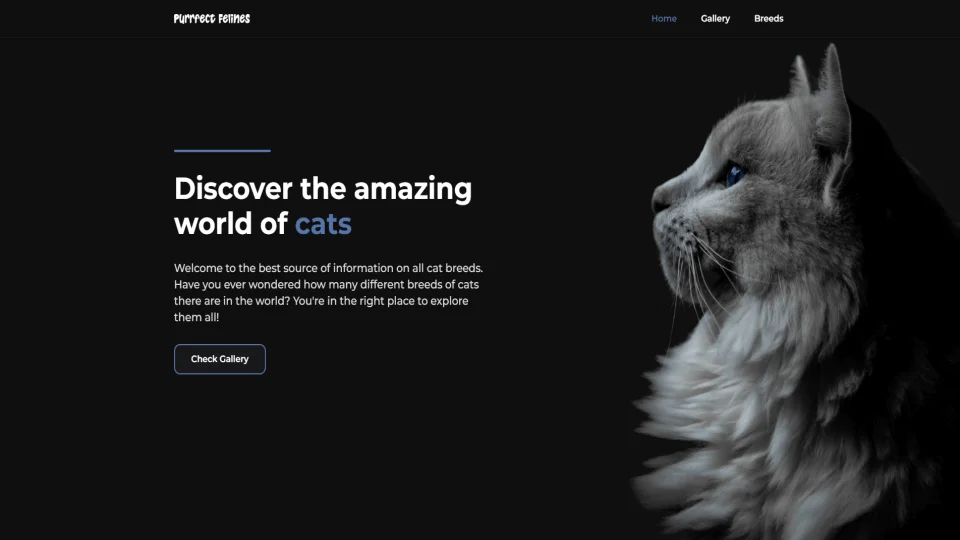 Purrfect Felines
Home
Gallery
Breeds
Discover the amazing
world of cats
Welcome to the best source of information on all cat breeds.
Have you ever wondered how many different breeds of cats
there are in the world? You're in the right place to explore
them all!
Check Gallery